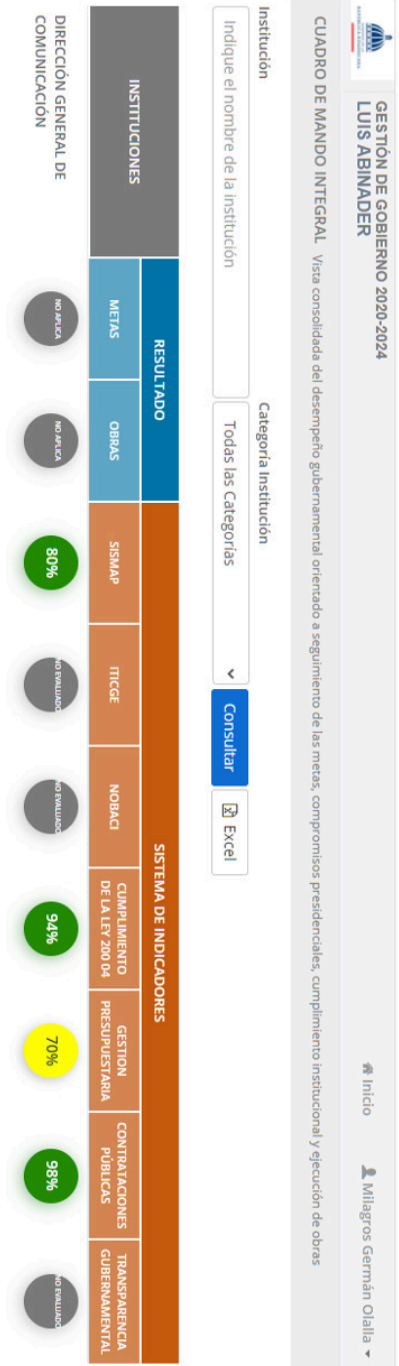 GESTIÓN DE GOBIERNO 2020-2024
LUIS ABINADER
Inicio
Milagros Germán Olalla
CUADRO DE MANDO INTEGRAL Vista consolidada del desempeño gubernamental orientado a seguimiento de las metas, compromisos presidenciales, cumplimiento institucional y ejecución de obras
Institución
Categoría Institución
Indique el nombre de la institución
Todas las Categorías
Consultar
Excel
INSTITUCIONES
RESULTADO
SISTEMA DE INDICADORES
METAS
OBRAS
SISMAP
ITICGE
NOBACI
CUMPLIMIENTO
DE LA LEY 200 04
GESTION
PRESUPUESTARIA
CONTRATACIONES
PÚBLICAS
TRANSPARENCIA
GUBERNAMENTAL
DIRECCIÓN GENERAL DE
COMUNICACIÓN
NO APLICA
NO APLICA
80%
NO EVALUADO
NO EVALUADO
94%
70%
98%
NO EVALUADO